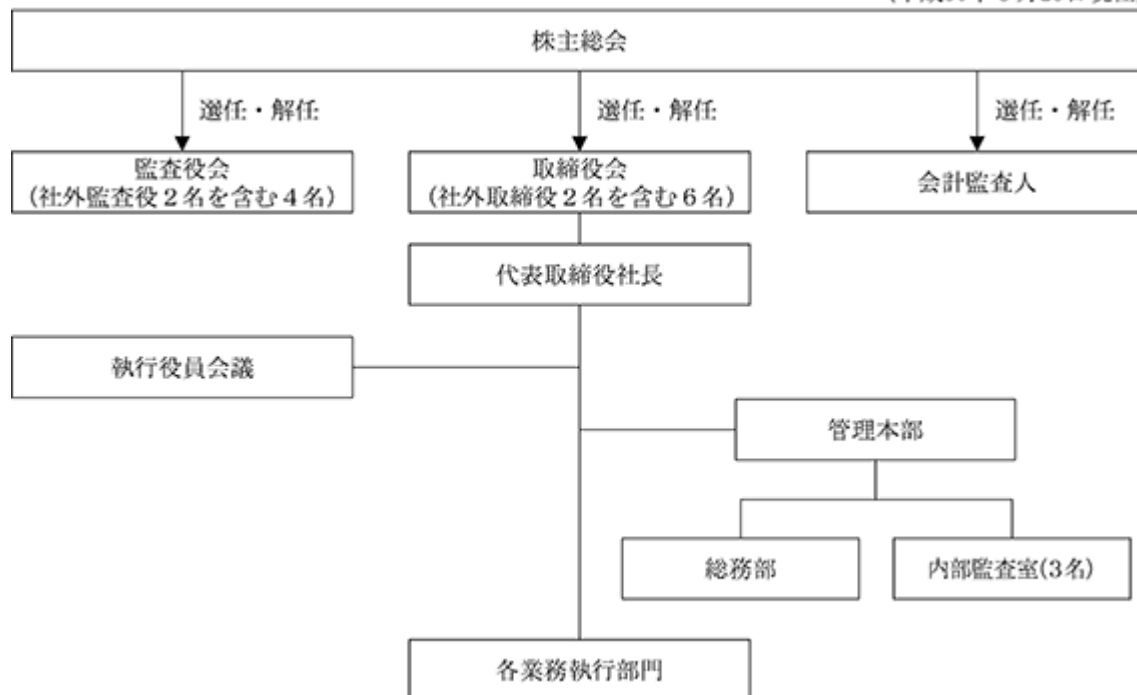 株主総会
選任・解任
選任・解任
選任・解任
監査役会
(社外監査役2名を含む4名)
取締役会
(社外取締役2名を含む6名)
会計監査人
代表取締役社長
執行役員会議
管理本部
総務部
内部監査室(3名)
各業務執行部門